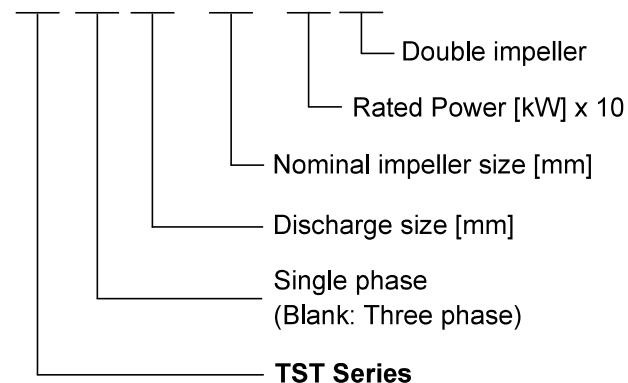 Double impeller
Rated Power [kW] x 10
Nominal impeller size [mm]
Discharge size [mm]
Single phase
(Blank: Three phase)
TST Series